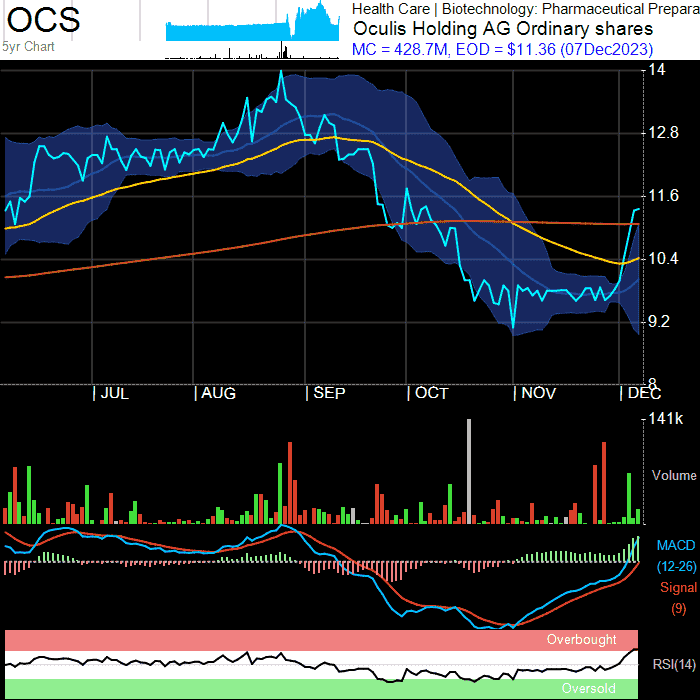 OCS
5yr Chart
Health Care | Biotechnology: Pharmaceutical Prepara
Oculis Holding AG Ordinary shares
MC = 428.7M, EOD = $11.36 (07Dec2023)
14
12.8
11.6
10.4
9.2
8
JUL
AUG
SEP
OCT
NOV
DEC
141k
Volume
MACD
(12-26)
Signal
(9)
Overbought
RSI(14)
Oversold